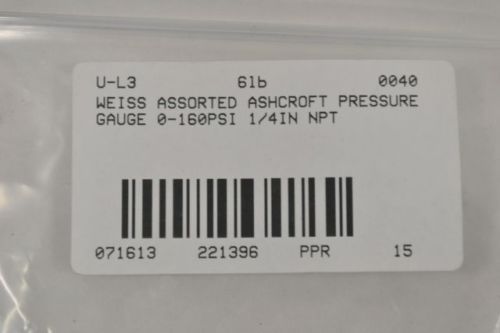 U-L3 6lb 0040
WEISS ASSORTED ASHCROFT PRESSURE
GAUGE 0-160PSI 1/4IN NPT
071613 221396 PPR 15